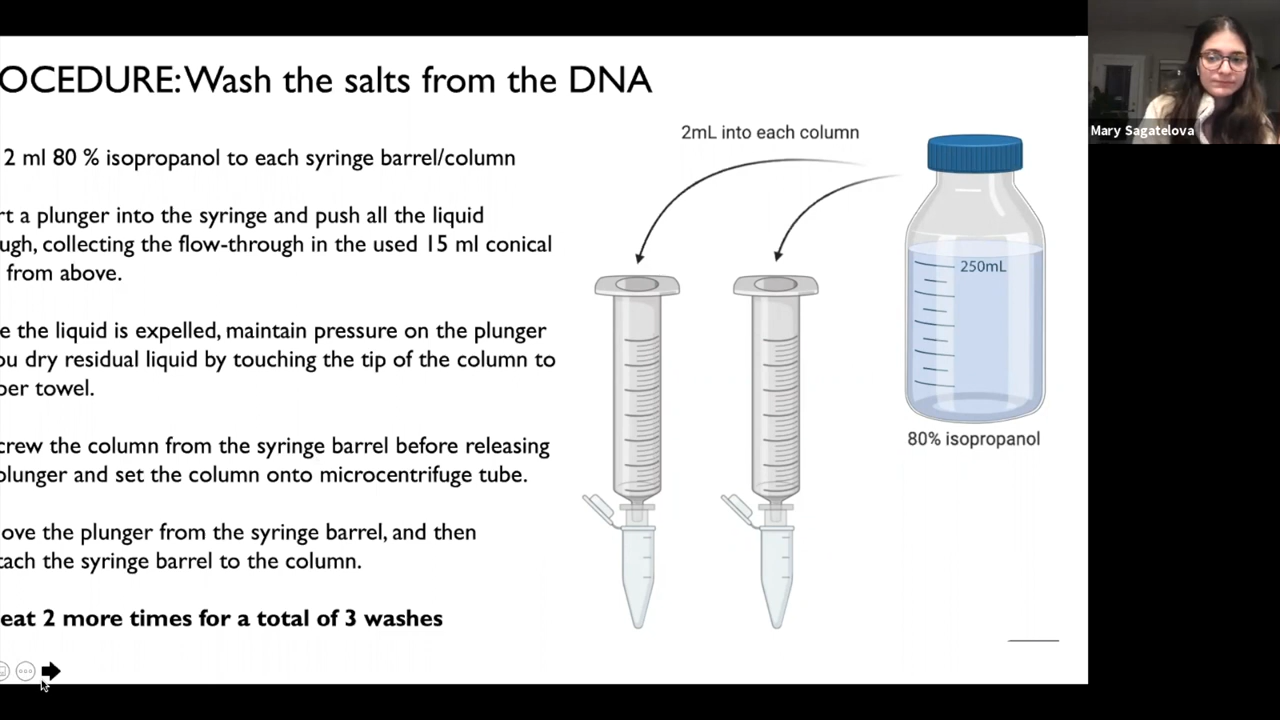 OCEDURE: Wash the salts from the DNA
2mL into each column
2 ml 80 % isopropanol to each syringe barrel/column
rt a plunger into the syringe and push all the liquid
ugh, collecting the flow-through in the used 15 ml conical
from above.
e the liquid is expelled, maintain pressure on the plunger
ou dry residual liquid by touching the tip of the column to
per towel.
crew the column from the syringe barrel before releasing
plunger and set the column onto microcentrifuge tube.
ove the plunger from the syringe barrel, and then
tach the syringe barrel to the column.
eat 2 more times for a total of 3 washes
250mL
80% isopropanol
Mary Sagatelova